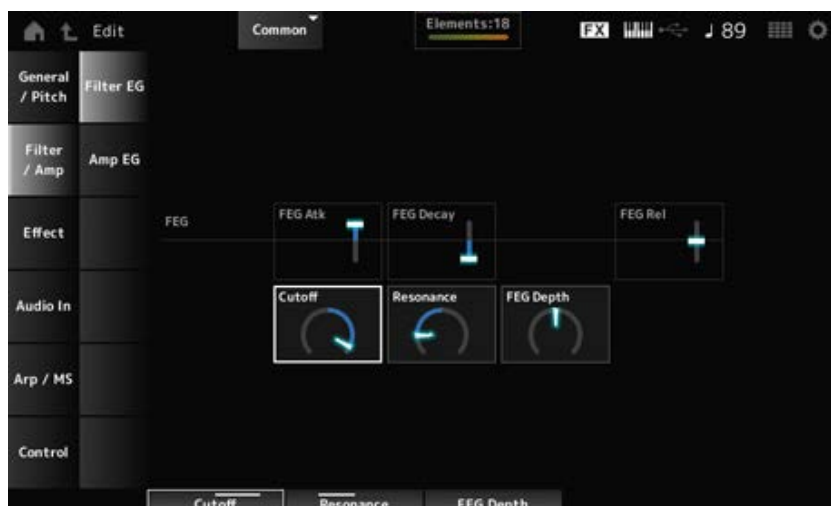 Edit
Common
Elements:18
FX
89
General
/ Pitch
Filter EG
Filter
/ Amp
Amp EG
Effect
Audio In
Arp / MS
Control
FEG
FEG Atk
FEG Decay
FEG Rel
Cutoff
Resonance
FEG Depth
Cutoff
Resonance
FEG Depth